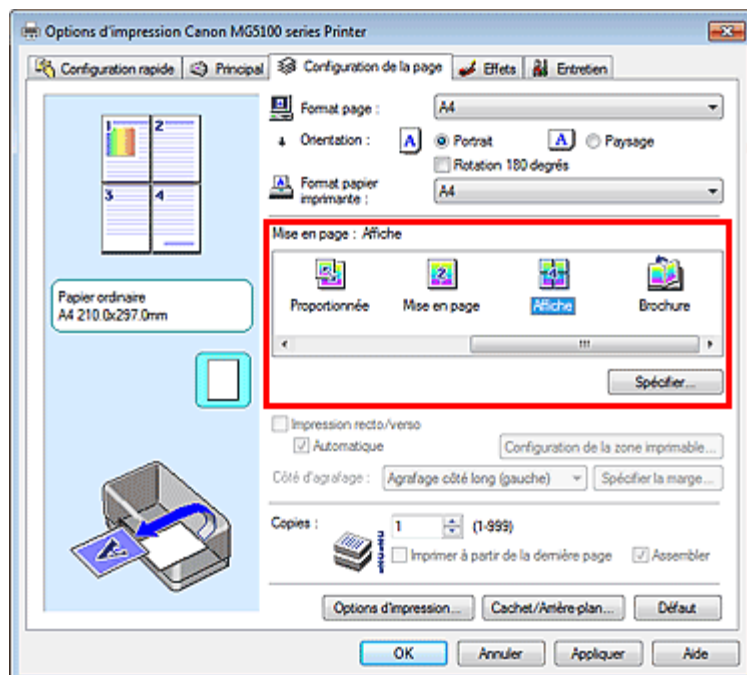 Options d'impression Canon MG5100 series Printer
Configuration rapide Principal Configuration de la page Effets Entretien
1 2
3 4
Papier ordinaire
A4 210.0x297.0mm
Format page : A4
Orientation : A Portrait A Paysage
Rotation 180 degrés
Format papier
imprimante : A4
Mise en page : Affiche
Proportionnée Mise en page Affiche Brochure
Spécifier...
Impression recto/verso
Automatique Configuration de la zone imprimable...
Côté d'agrafage : Agrafage côté long (gauche) Spécifier la marge...
Copies : 1 (1-999)
Imprimer à partir de la dernière page Assembler
Options d'impression... Cachet/Arrière-plan... Défaut
OK Annuler Appliquer Aide